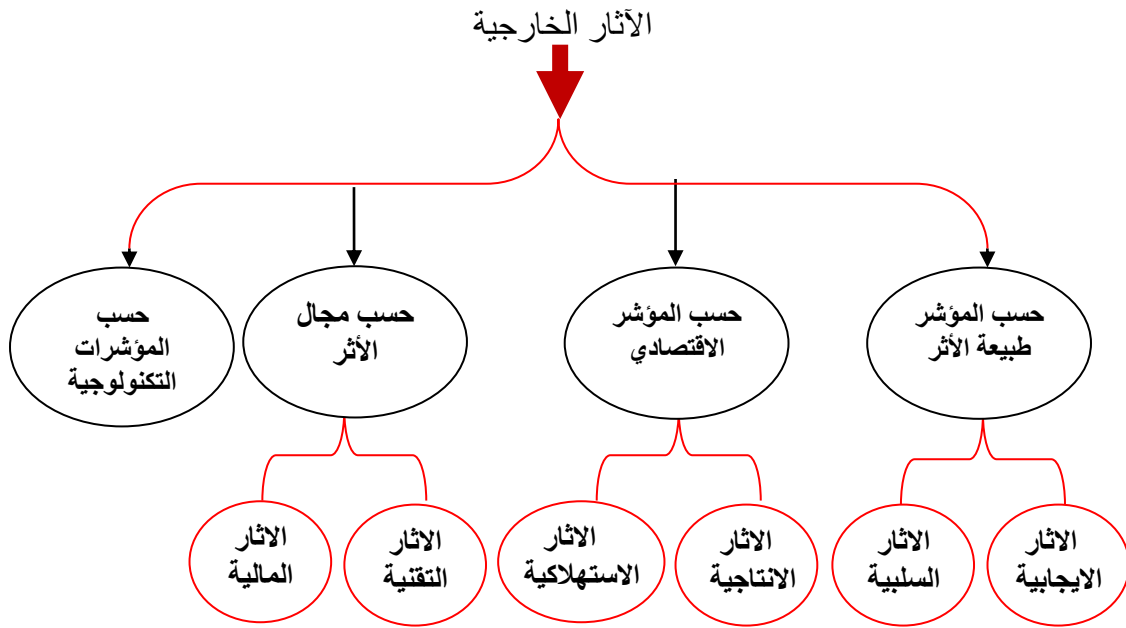 الآثار الخارجية
حسب المؤشر
طبيعة الأثر
حسب المؤشر
الاقتصادي
حسب مجال
الأثر
حسب
المؤشرات
التكنولوجية
الاثار
الايجابية
الاثار
السلبية
الاثار
الانتاجية
الاثار
الاستهلاكية
الاثار
التقتية
الاثار
المالية